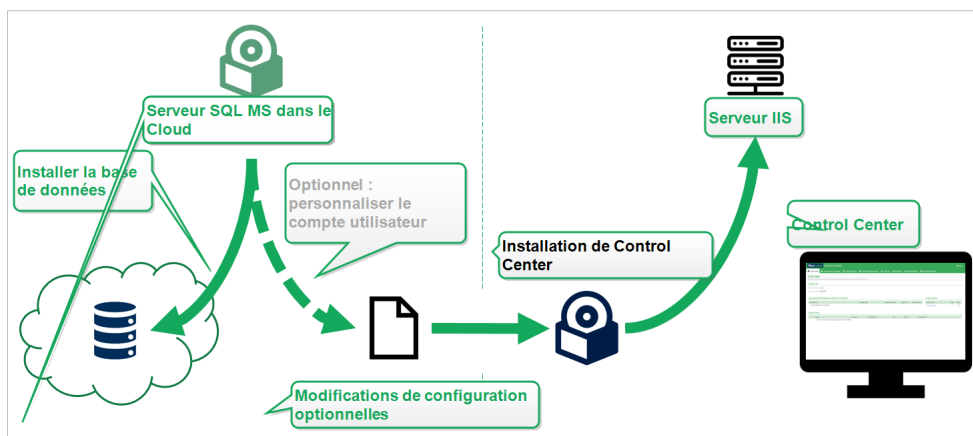 Serveur SQL MS dans le
Cloud
Serveur IIS
Installer la base
de données
Optionnel :
personnaliser le
compte utilisateur
Control Center
Installation de Control
Center
Modifications de configuration
optionnelles